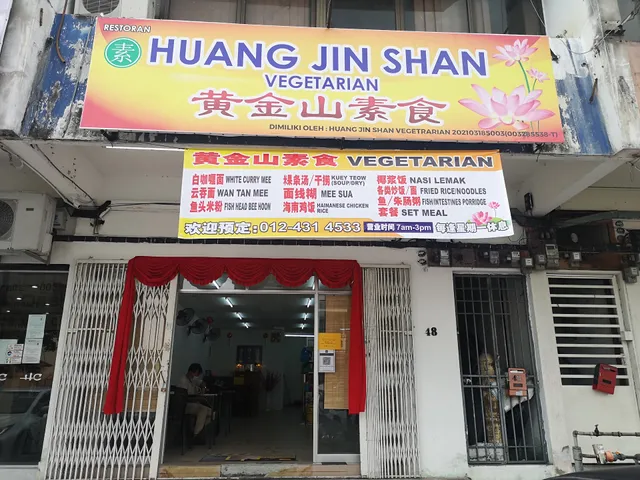 RESTORAN
素 HUANG JIN SHAN
VEGETARIAN
黄金山素食
DIMILIKI OLEH : HUANG JIN SHAN VEGETRARIAN 202103185003(003285538-T)
黄金山素食 VEGETARIAN
白咖喱面 WHITE CURRY MEE
云吞面 WAN TAN MEE
鱼头米粉 FISH HEAD BEE HOON
粿条汤/干捞 KUEY TEOW (SOUP/DRY)
面线糊 MEE SUA
海南鸡饭 HAINANESE CHICKEN RICE
椰浆饭 NASI LEMAK
各类炒饭/面 FRIED RICE/NOODLES
鱼/朱肠粥 FISH/INTESTINES PORRIDGE
套餐 SET MEAL
欢迎预定:012-431 4533 营业时间 7am-3pm 每逢星期一休息
48